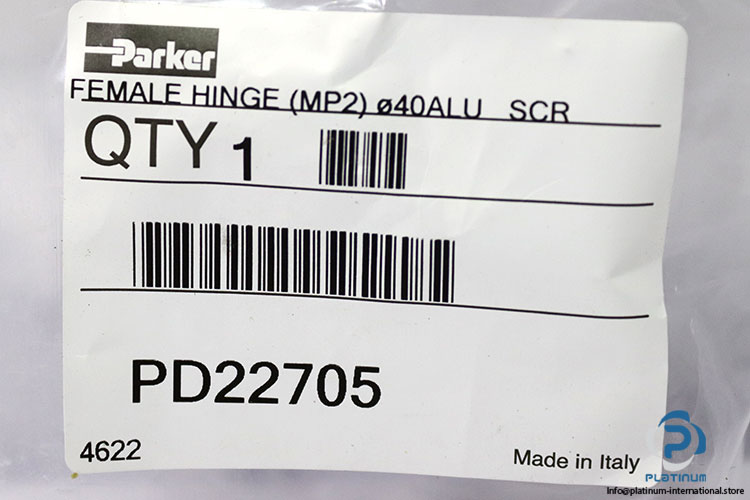 Parker
FEMALE HINGE (MP2) ø40ALU SCR
QTY 1
PD22705
4622
Made in Italy
PLATINUM
info@platinum-international.store